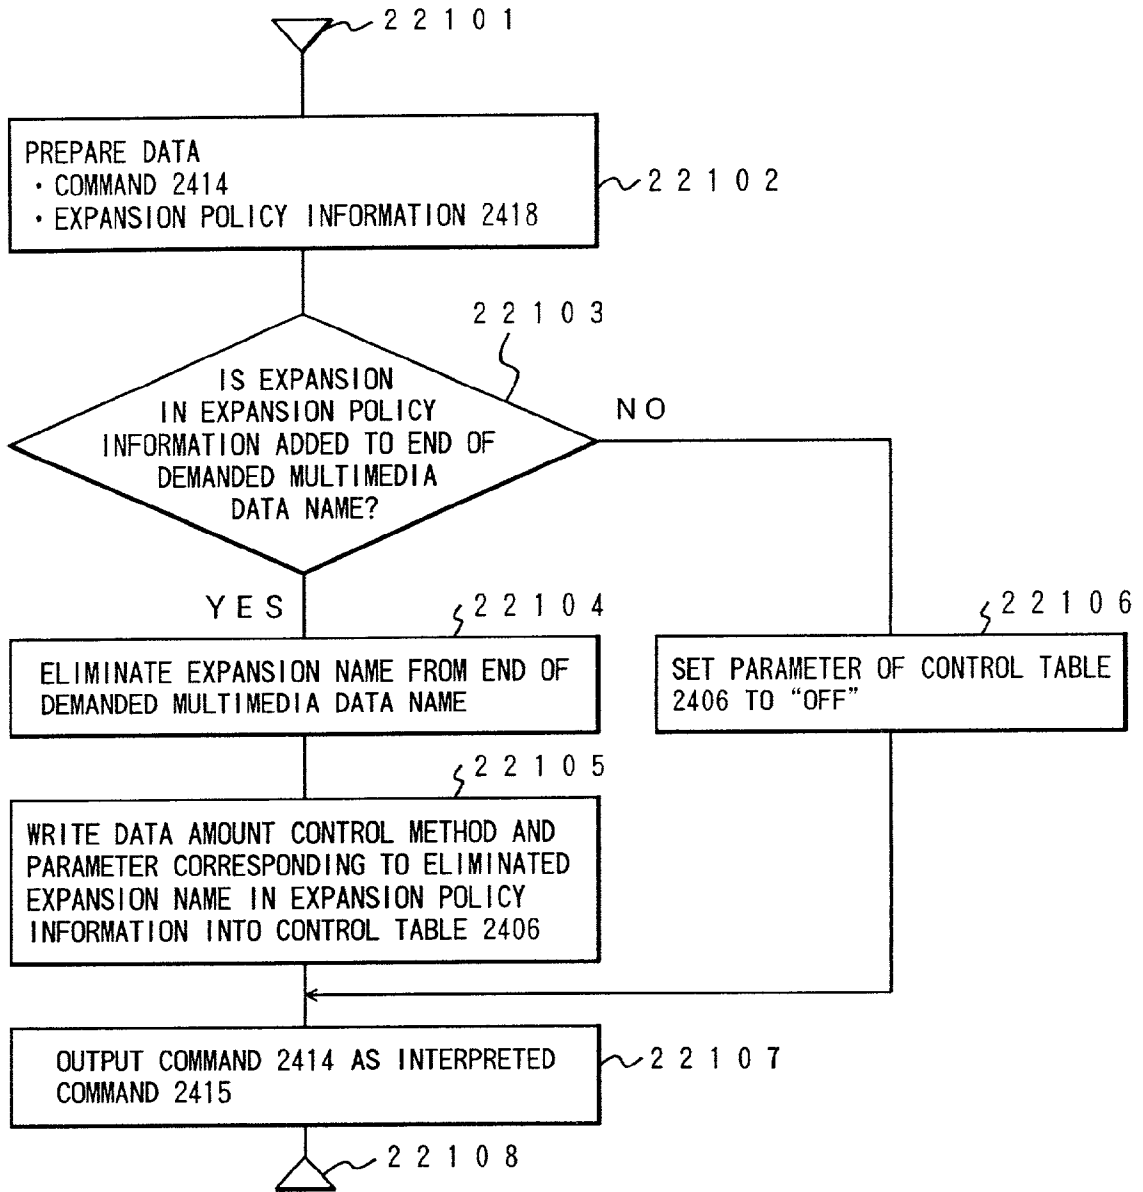 22101
PREPARE DATA
· COMMAND 2414
· EXPANSION POLICY INFORMATION 2418
22102
22103
IS EXPANSION
IN EXPANSION POLICY
INFORMATION ADDED TO END OF
DEMANDED MULTIMEDIA
DATA NAME?
NO
YES
22104
ELIMINATE EXPANSION NAME FROM END OF
DEMANDED MULTIMEDIA DATA NAME
22106
SET PARAMETER OF CONTROL TABLE
2406 TO “OFF”
22105
WRITE DATA AMOUNT CONTROL METHOD AND
PARAMETER CORRESPONDING TO ELIMINATED
EXPANSION NAME IN EXPANSION POLICY
INFORMATION INTO CONTROL TABLE 2406
OUTPUT COMMAND 2414 AS INTERPRETED
COMMAND 2415
22107
22108